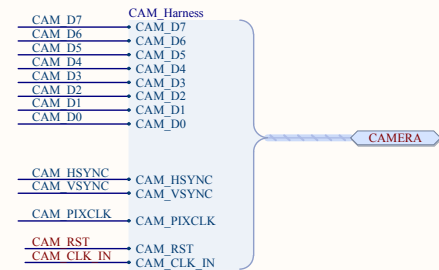 CAM_Harness
CAM_D7 CAM_D7
CAM_D6 CAM_D6
CAM_D5 CAM_D5
CAM_D4 CAM_D4
CAM_D3 CAM_D3
CAM_D2 CAM_D2
CAM_D1 CAM_D1
CAM_D0 CAM_D0
CAMERA
CAM_HSYNC CAM_HSYNC
CAM_VSYNC CAM_VSYNC
CAM_PIXCLK CAM_PIXCLK
CAM_RST CAM_RST
CAM_CLK_IN CAM_CLK_IN